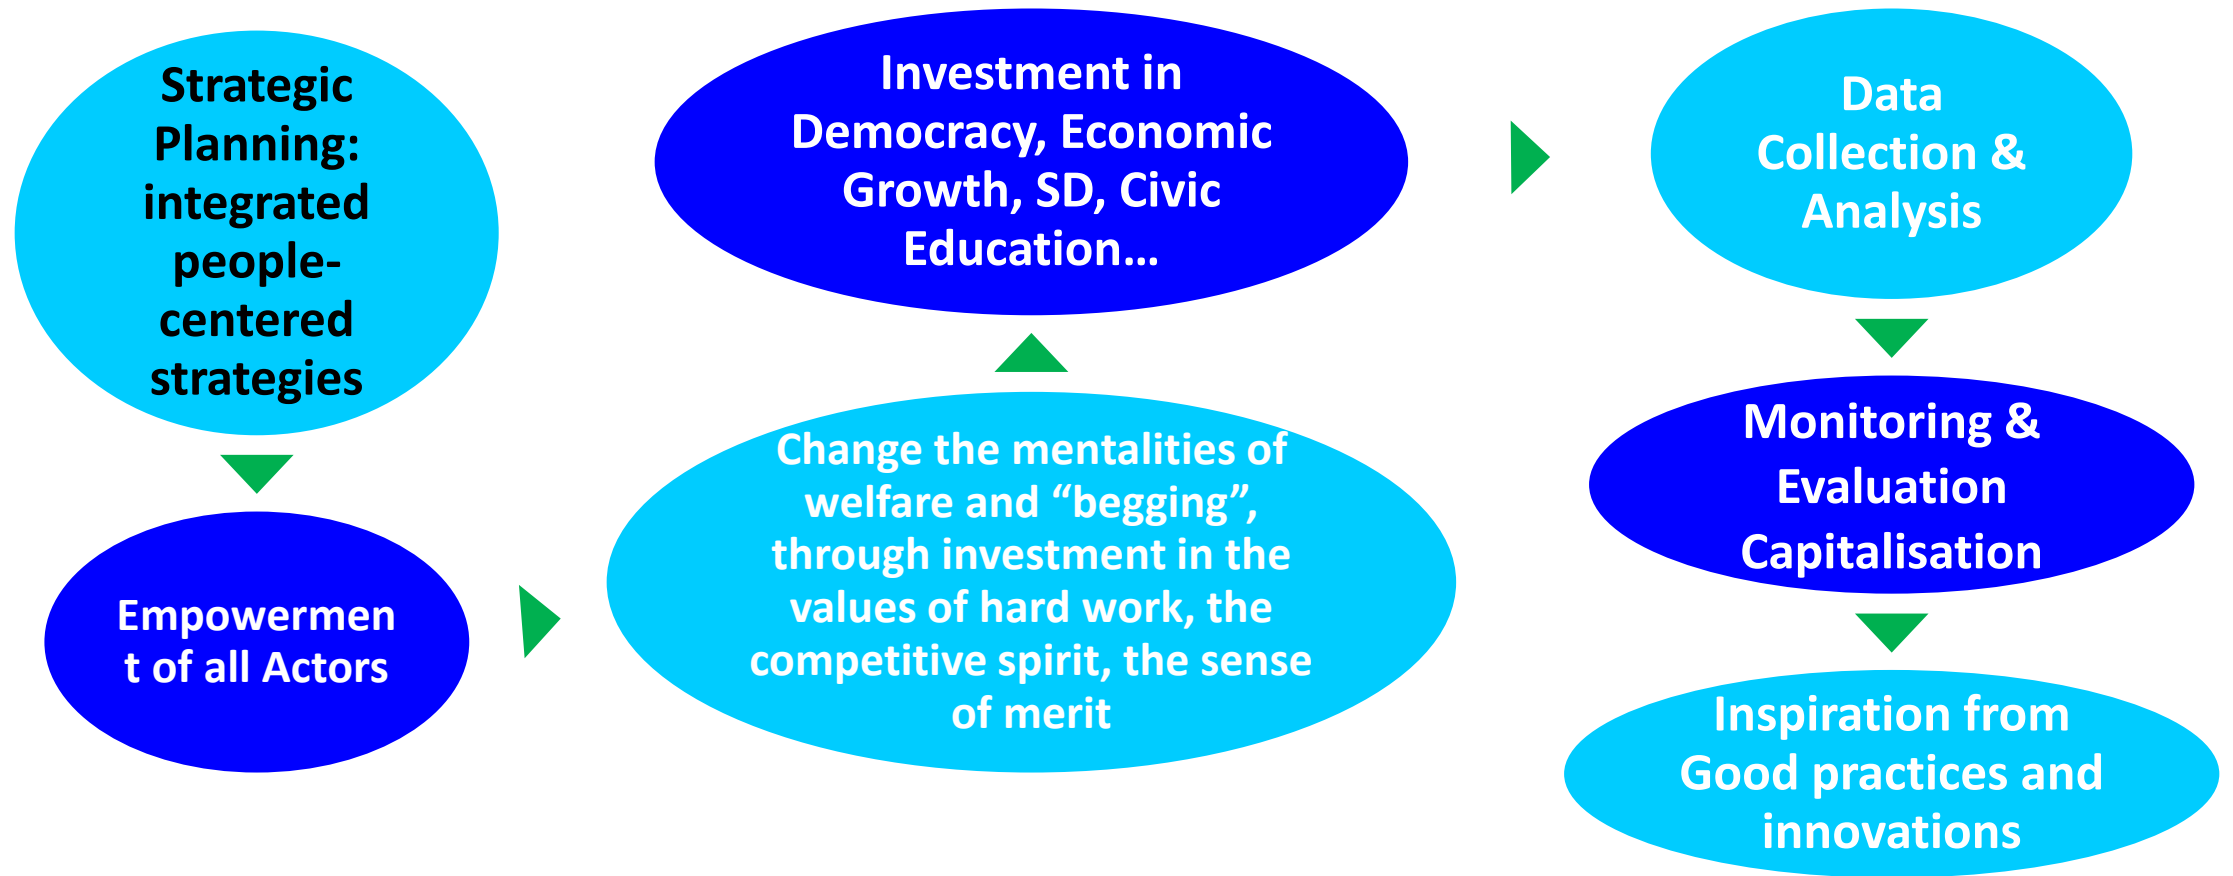 Strategic
Planning:
integrated
people-
centered
strategies
Empowermen
t of all Actors
Change the mentalities of
welfare and “begging”,
through investment in the
values of hard work, the
competitive spirit, the sense
of merit
Investment in
Democracy, Economic
Growth, SD, Civic
Education…
Data
Collection &
Analysis
Monitoring &
Evaluation
Capitalisation
Inspiration from
Good practices and
innovations